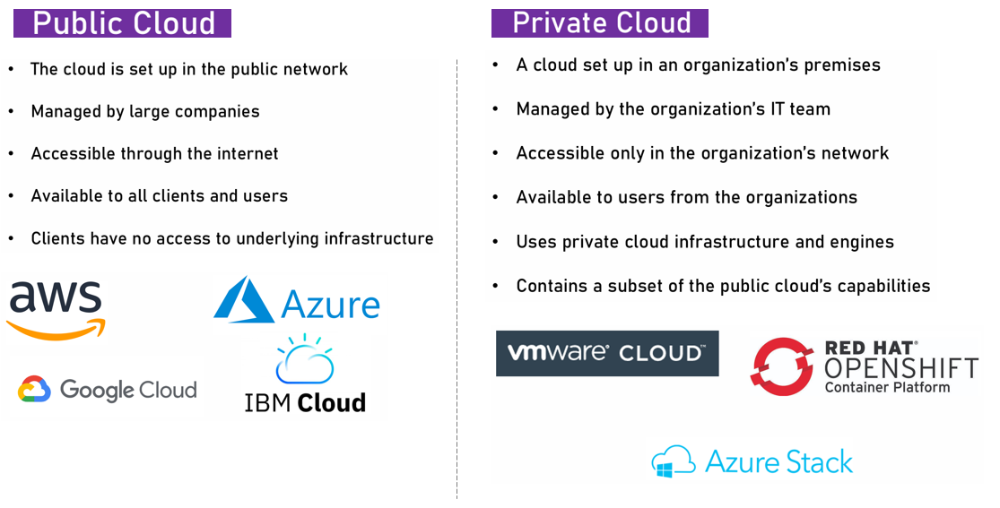 Public Cloud
• The cloud is set up in the public network
• Managed by large companies
• Accessible through the internet
• Available to all clients and users
• Clients have no access to underlying infrastructure
aws
Azure
Google Cloud
IBM Cloud
Private Cloud
• A cloud set up in an organization's premises
• Managed by the organization's IT team
• Accessible only in the organization's network
• Available to users from the organizations
• Uses private cloud infrastructure and engines
• Contains a subset of the public cloud's capabilities
vmware® CLOUD™
RED HAT®
OPENSHIFT
Container Platform
Azure Stack